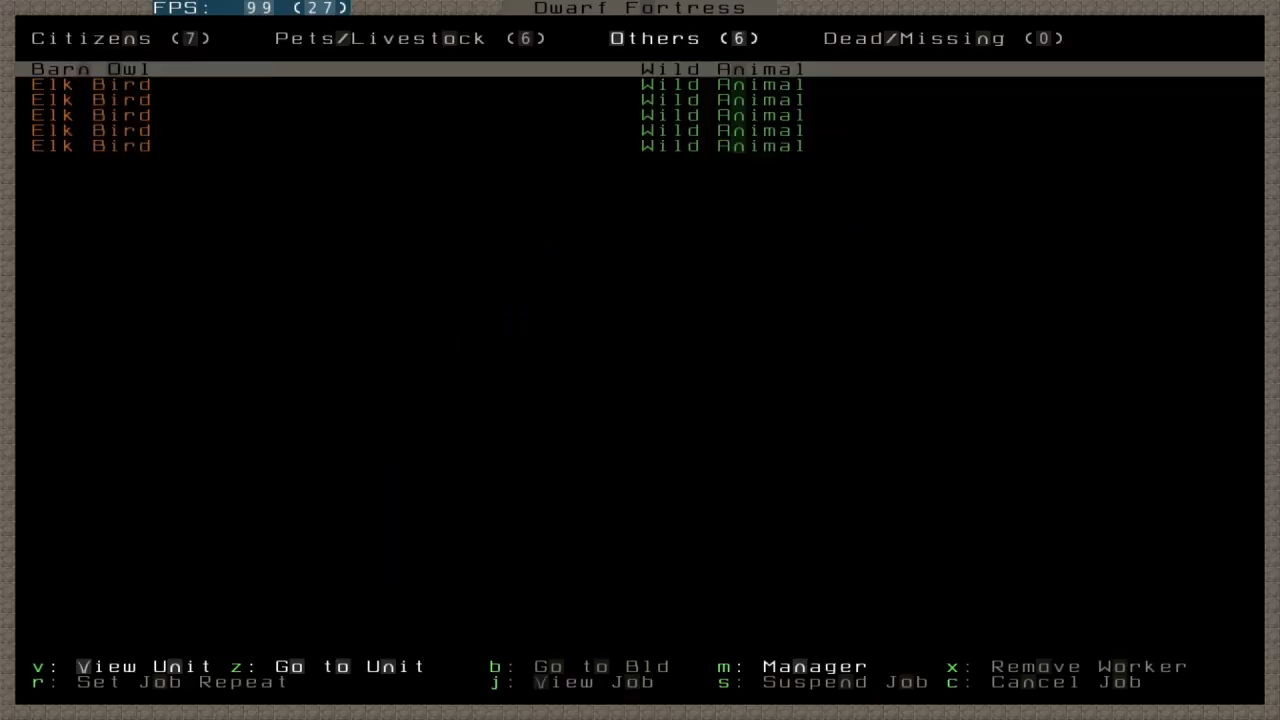 FPS: 99 (27) Dwarf Fortress
Citizens (7) Pets/Livestock (6) Others (6) Dead/Missing (0)
Barn Owl Wild Animal
Elk Bird Wild Animal
Elk Bird Wild Animal
Elk Bird Wild Animal
Elk Bird Wild Animal
Elk Bird Wild Animal
v: View Unit z: Go to Unit b: Go to Bld m: Manager x: Remove Worker
r: Set Job Repeat j: View Job s: Suspend Job c: Cancel Job